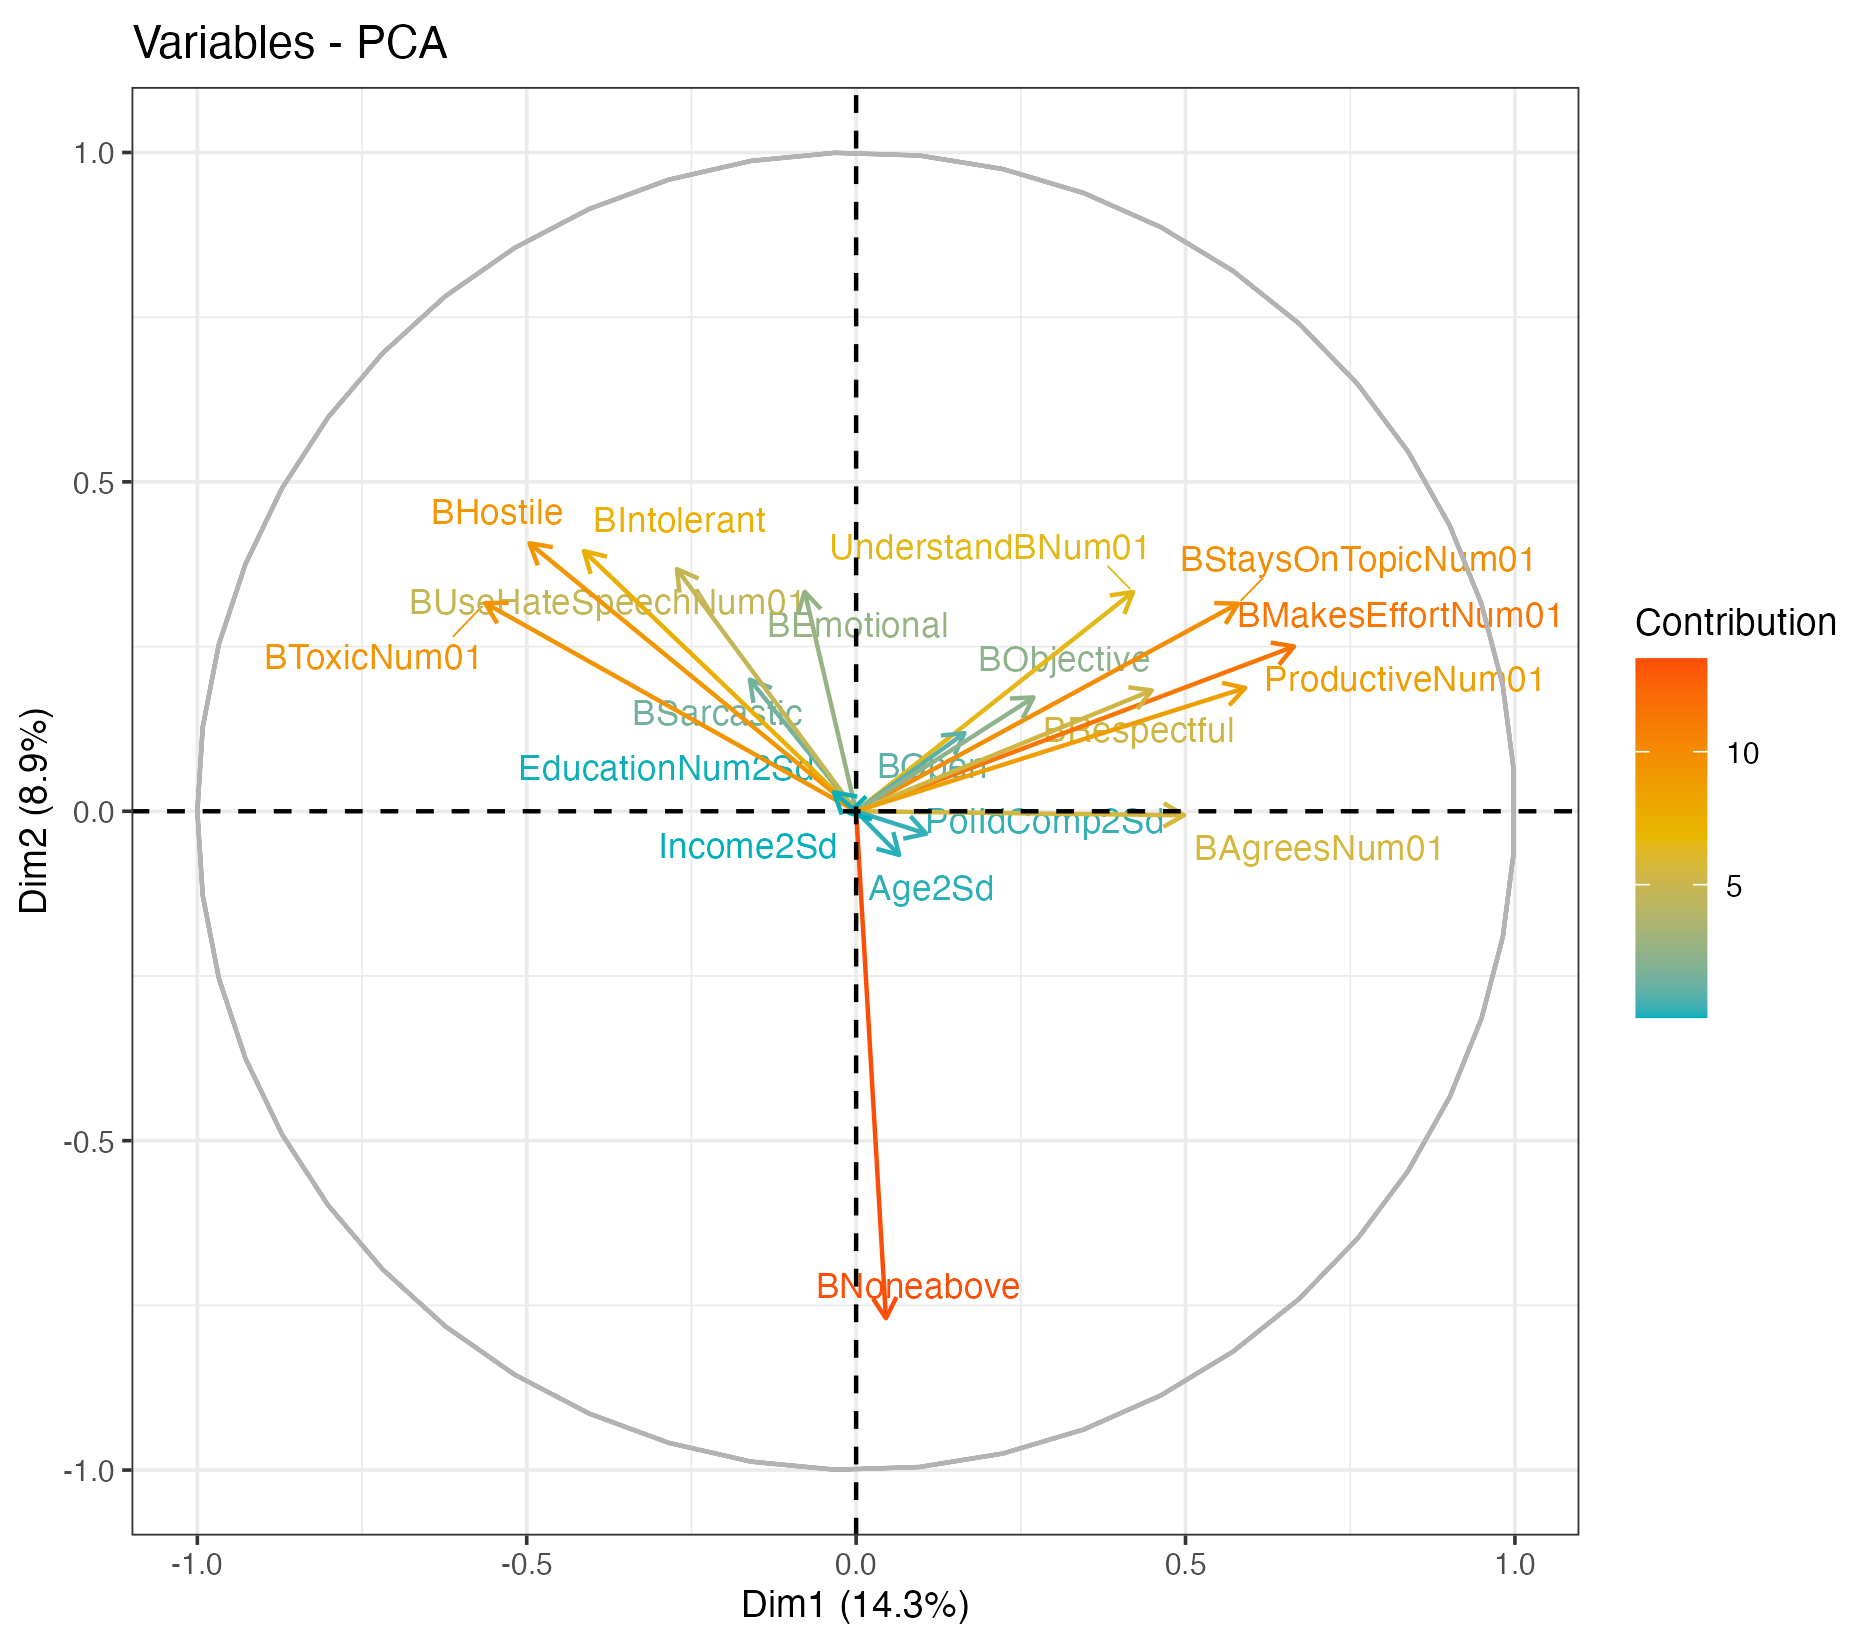 Variables - PCA
1.0
0.5
0.0
-0.5
-1.0
Dim2 (8.9%)
BHostile
BIntolerant
UnderstandBNum01
BStaysOnTopicNum01
BUseHateSpeechNum01
BMakesEffortNum01
BEmotional
BToxicNum01
BObjective
ProductiveNum01
BSarcastic
BRespectful
EducationNum2Sd
BOpen
PolIdComp2Sd
Income2Sd
BAgreesNum01
Age2Sd
BNoneabove
-1.0
-0.5
0.0
0.5
1.0
Dim1 (14.3%)
Contribution
10
5